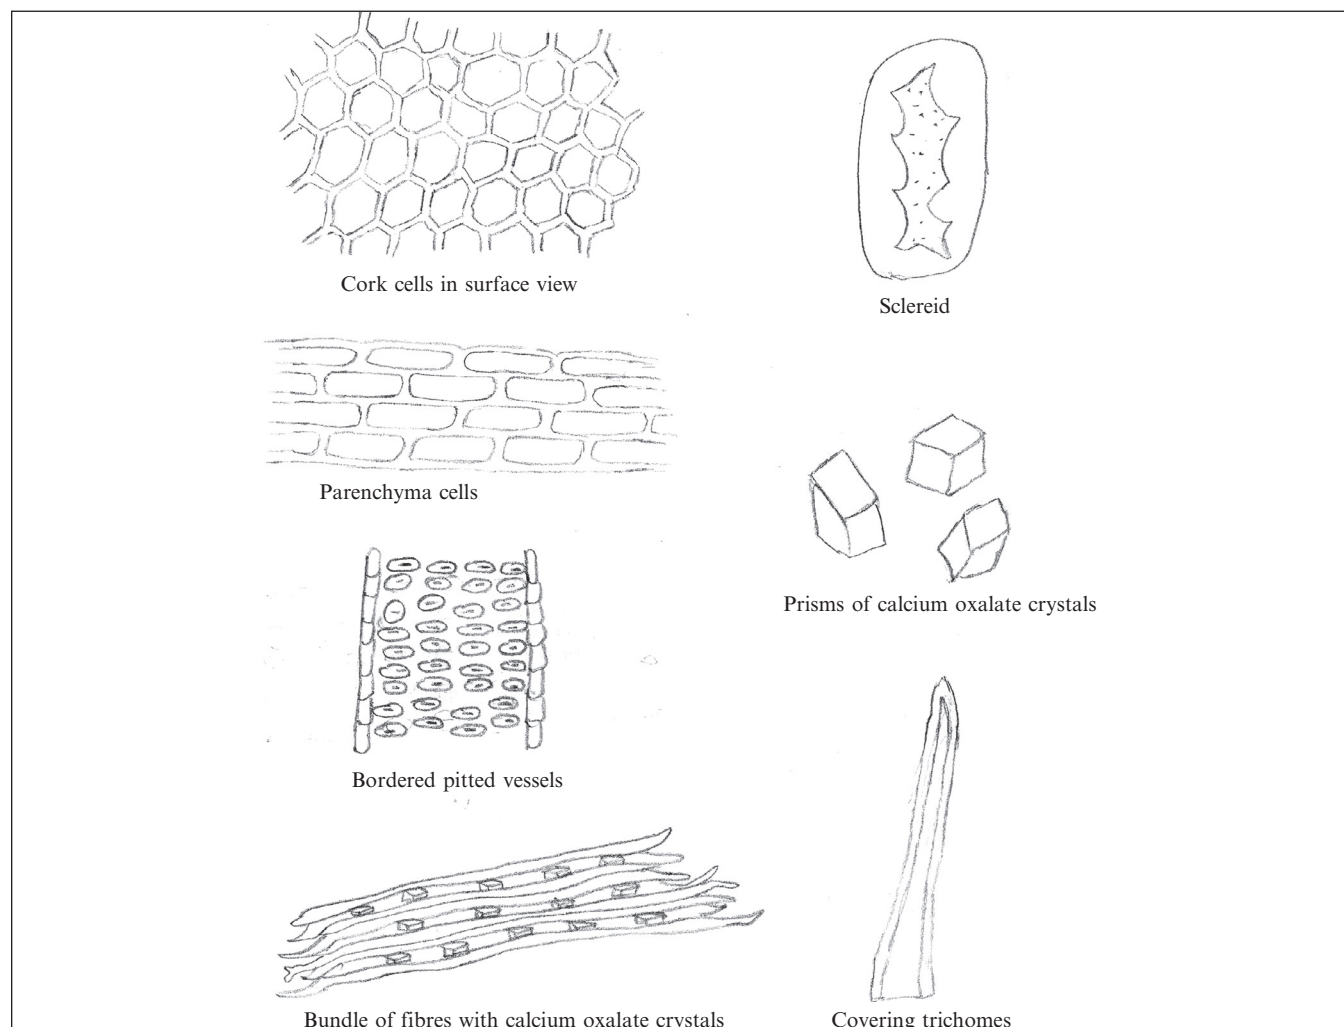 Cork cells in surface view
Sclereid
Parenchyma cells
Prisms of calcium oxalate crystals
Bordered pitted vessels
Bundle of fibres with calcium oxalate crystals
Covering trichomes